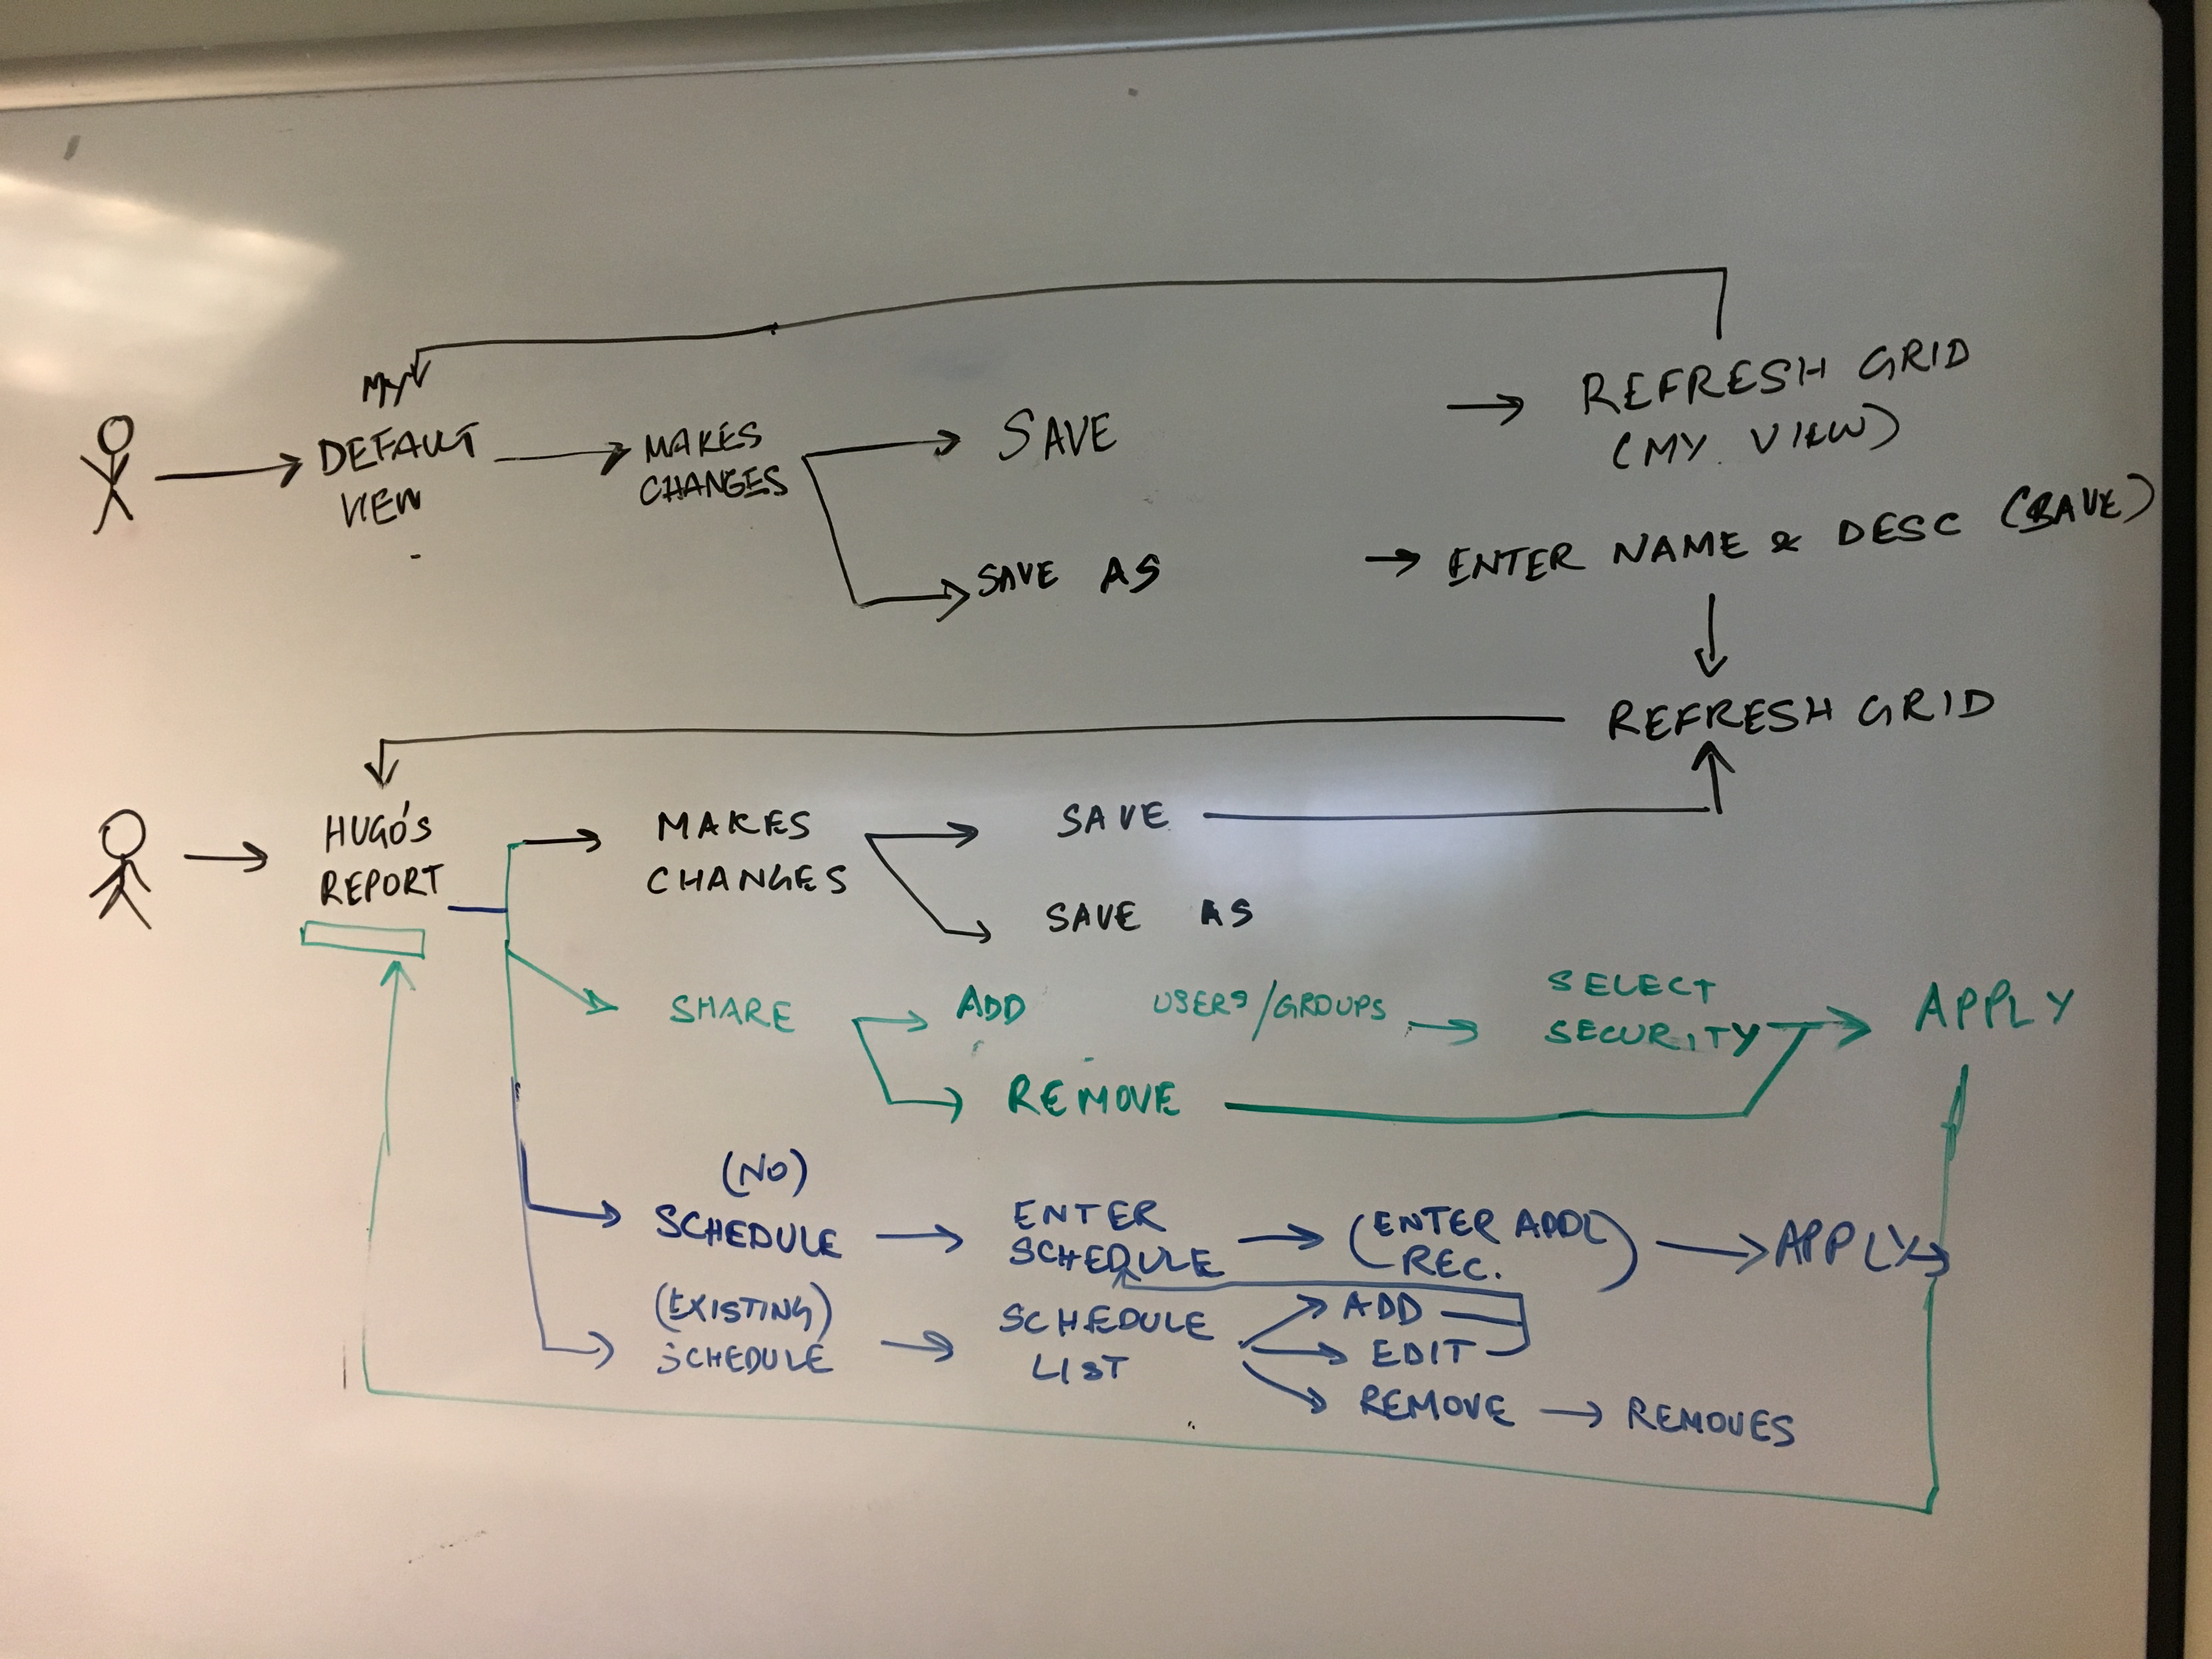 MY
DEFAULT
VIEW
MAKES
CHANGES
SAVE
REFRESH GRID
(MY VIEW)
SAVE AS
ENTER NAME & DESC (SAVE)
REFRESH GRID
HUGO'S
REPORT
MAKES
CHANGES
SAVE
SAVE AS
SHARE
ADD USERS/GROUPS
SELECT
SECURITY
APPLY
REMOVE
(NO)
SCHEDULE
ENTER
SCHEDULE
(ENTER ADDL
REC.)
APPLY
(EXISTING)
SCHEDULE
SCHEDULE
LIST
ADD
EDIT
REMOVE
REMOVES